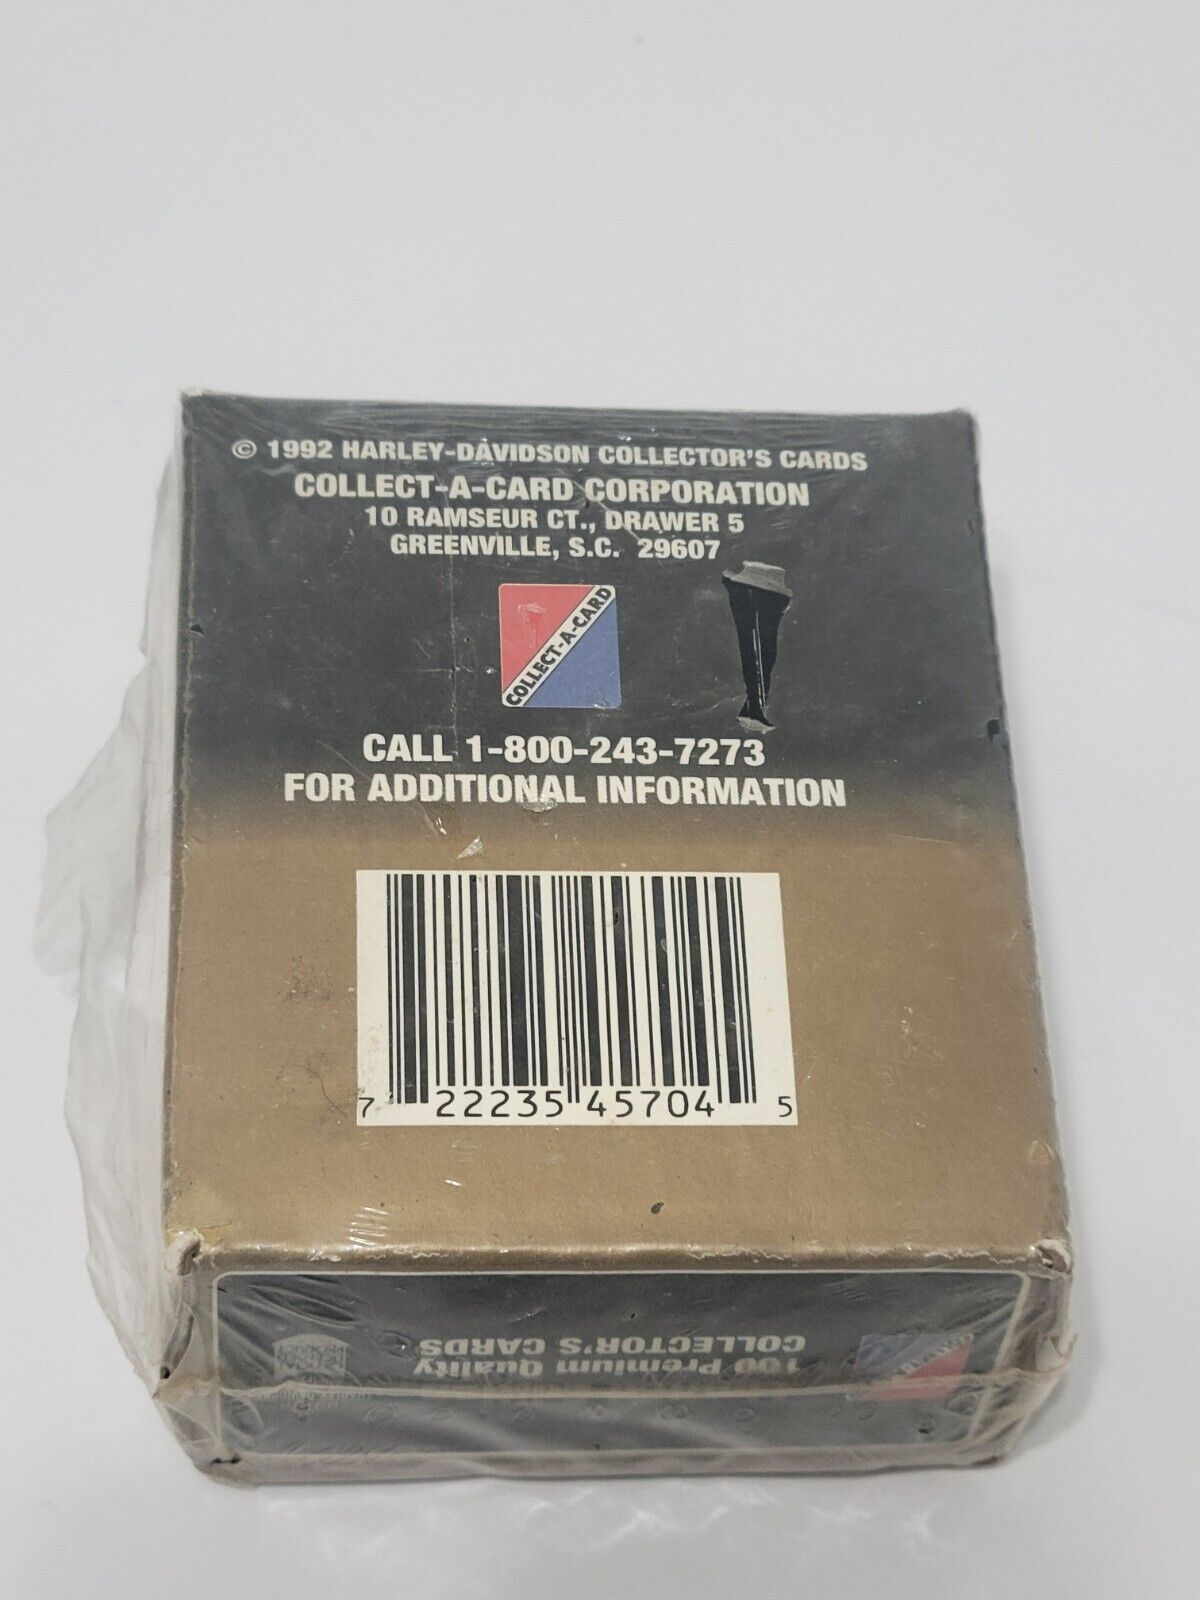 © 1992 HARLEY-DAVIDSON COLLECTOR'S CARDS
COLLECT-A-CARD CORPORATION
10 RAMSEUR CT., DRAWER 5
GREENVILLE, S.C. 29607
COLLECT-A-CARD
CALL 1-800-243-7273
FOR ADDITIONAL INFORMATION
7 22235 45704 5
100 Premium Quality
COLLECTOR'S CARDS